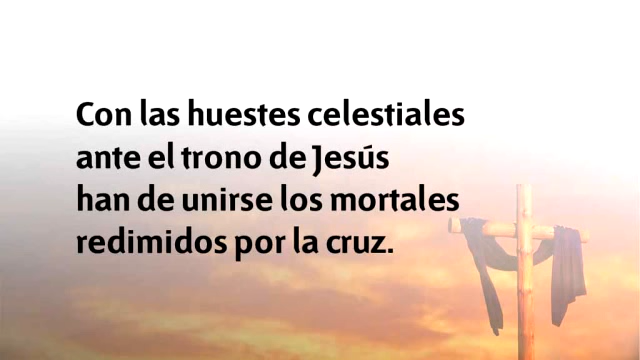 Con las huestes celestiales
ante el trono de Jesús
han de unirse los mortales
redimidos por la cruz.